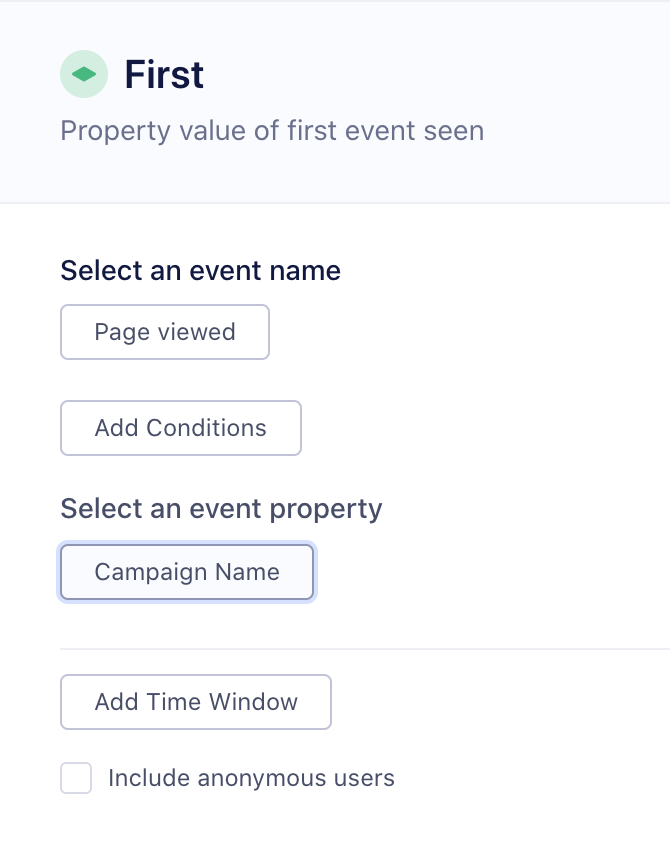 First
Property value of first event seen
Select an event name
Page viewed
Add Conditions
Select an event property
Campaign Name
Add Time Window
Include anonymous users